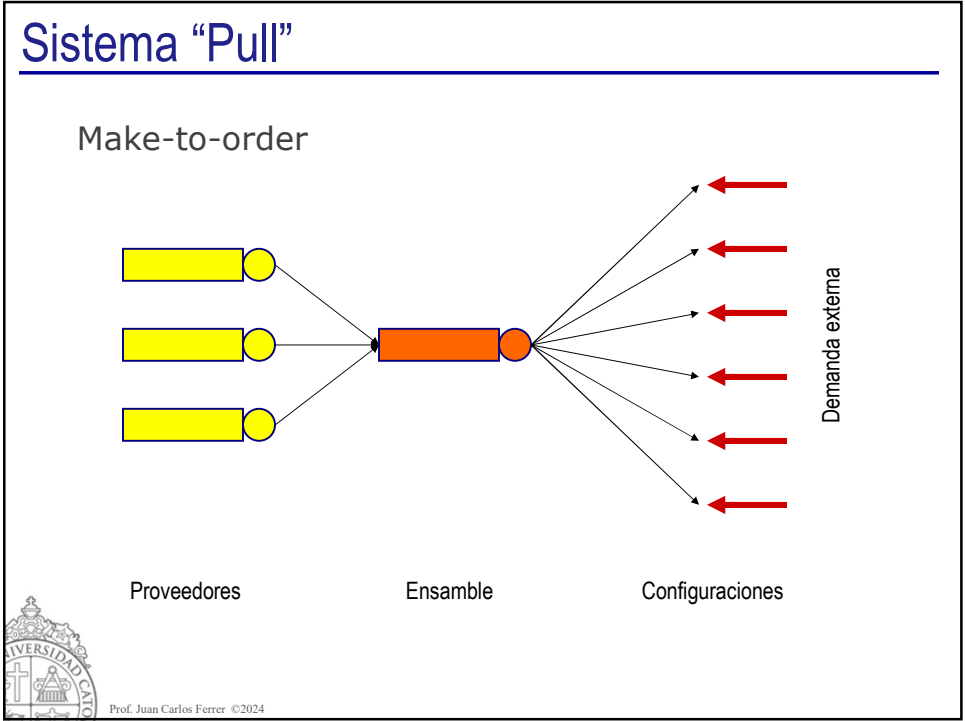 Sistema “Pull”
Make-to-order
Demanda externa
Proveedores
Ensamble
Configuraciones
Prof. Juan Carlos Ferrer ©2024